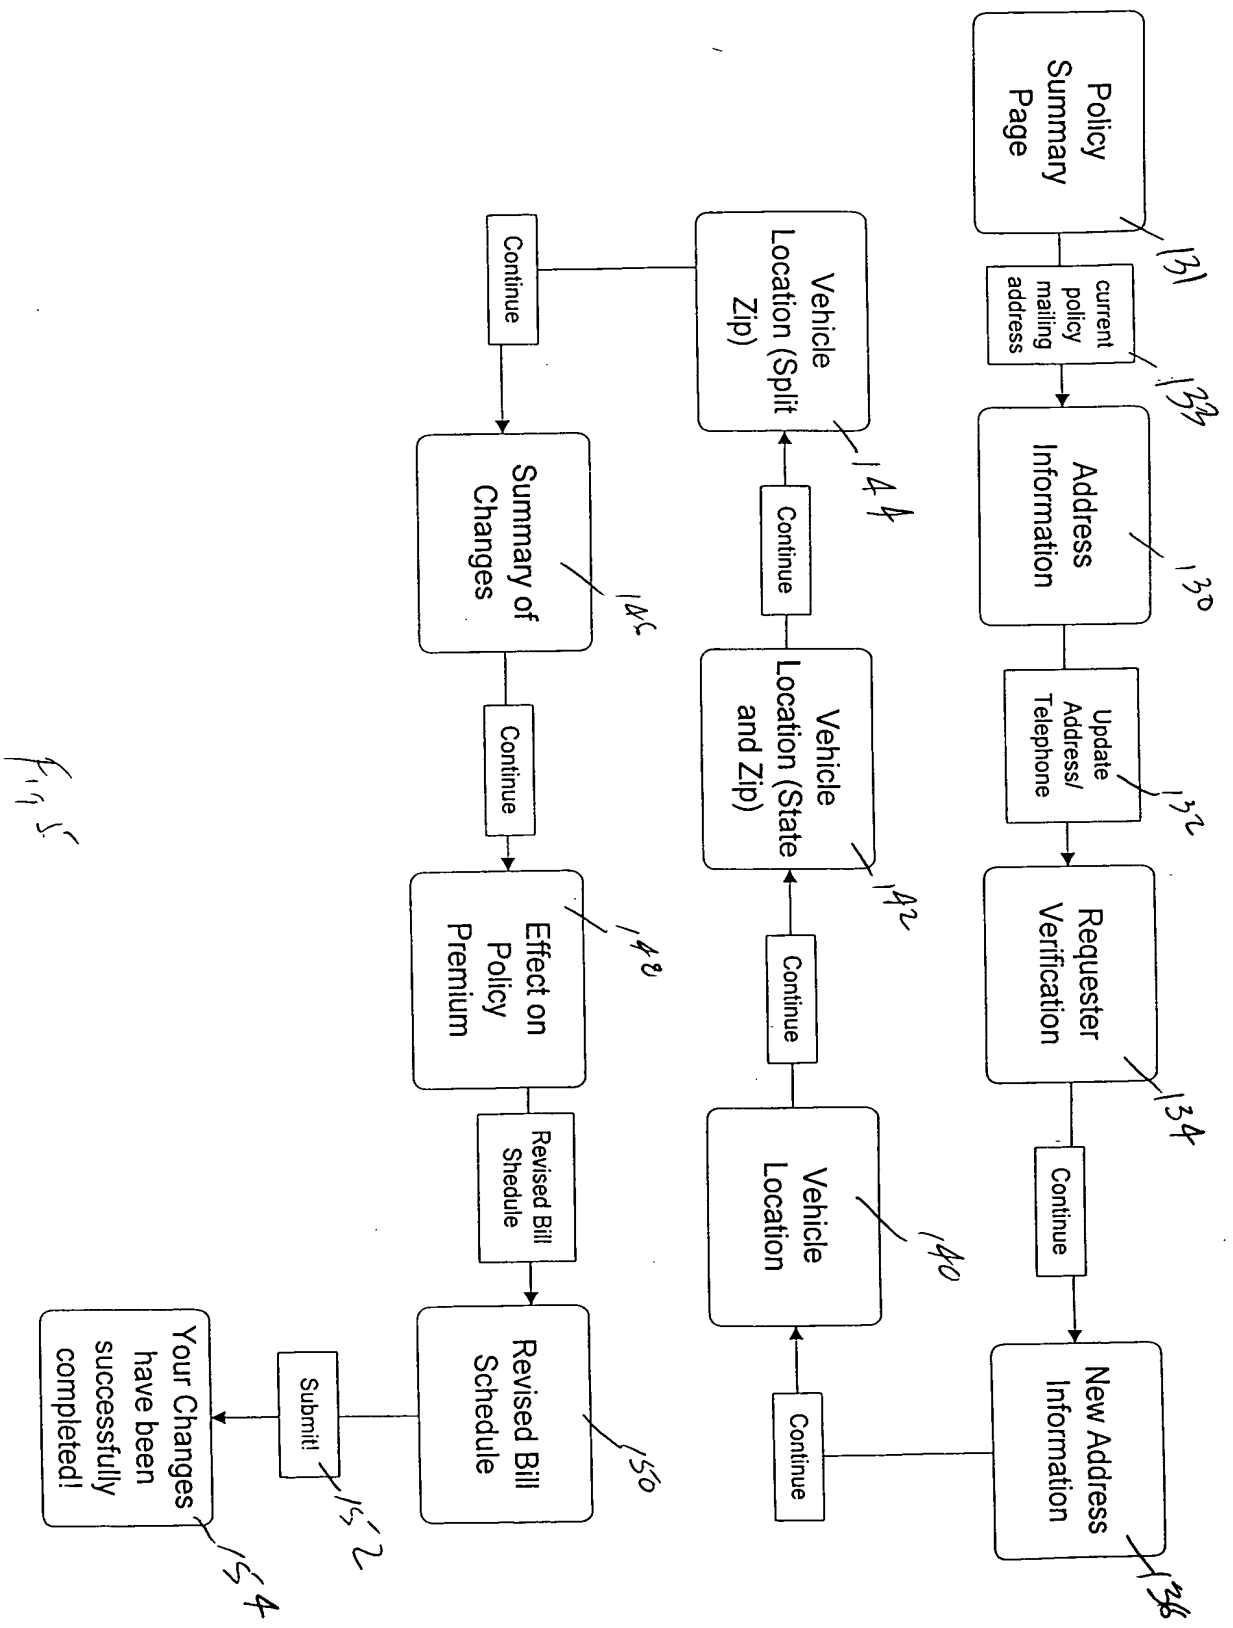 Policy
Summary
Page
131
current
policy
mailing
address
133
Address
Information
130
Update
Address/
Telephone
132
Requester
Verification
134
Continue
New Address
Information
136
Continue
Vehicle
Location
140
Continue
Vehicle
Location (State
and Zip)
142
Continue
Vehicle
Location (Split
Zip)
144
Continue
Summary of
Changes
146
Continue
Effect on
Policy
Premium
148
Revised Bill
Shedule
Revised Bill
Schedule
150
Submit!
152
Your Changes
have been
successfully
completed!
154
Fig 5